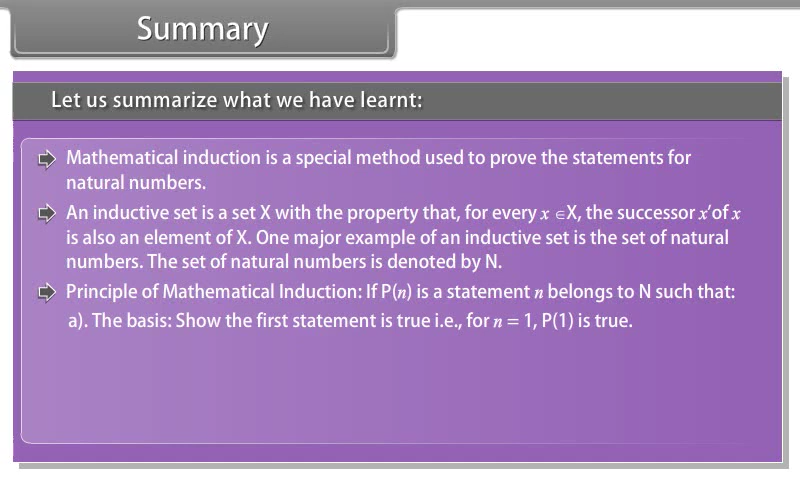 Summary
Let us summarize what we have learnt:
Mathematical induction is a special method used to prove the statements for
natural numbers.
An inductive set is a set X with the property that, for every x ∈X, the successor x′of x
is also an element of X. One major example of an inductive set is the set of natural
numbers. The set of natural numbers is denoted by N.
Principle of Mathematical Induction: If P(n) is a statement n belongs to N such that:
a). The basis: Show the first statement is true i.e., for n = 1, P(1) is true.